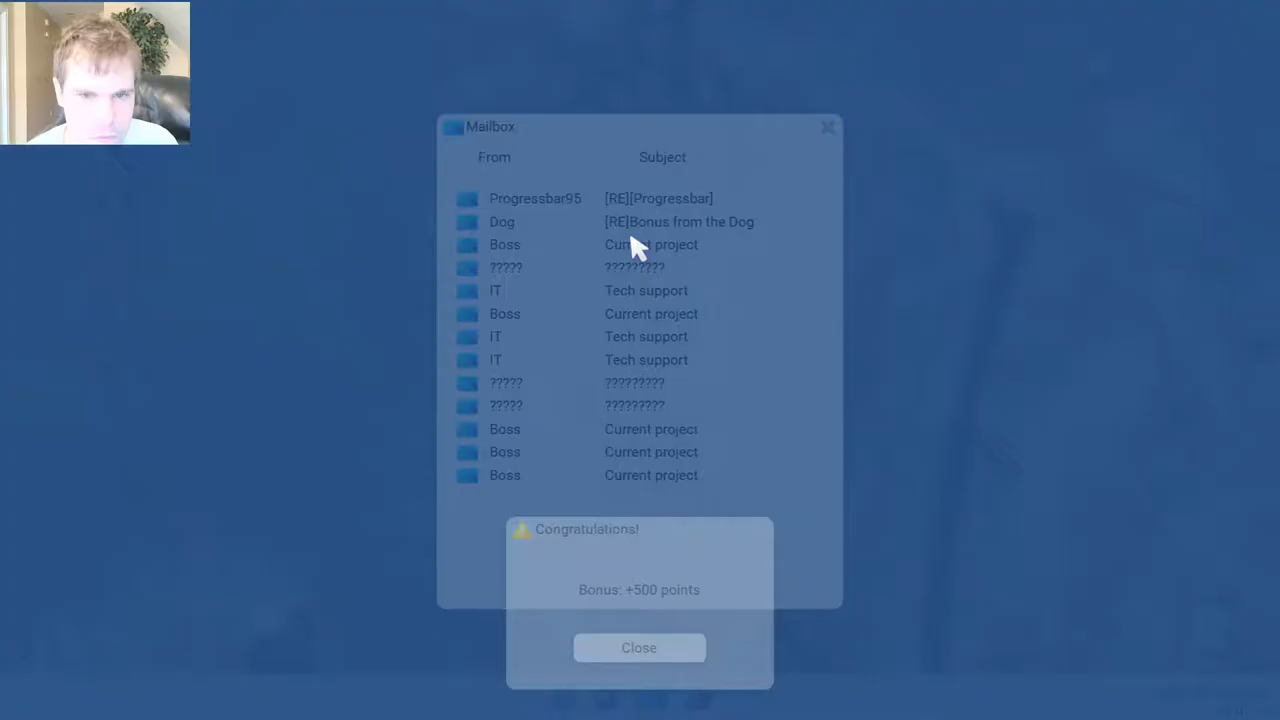 Mailbox
From Subject
Progressbar95 [RE][Progressbar]
Dog [RE]Bonus from the Dog
Boss Current project
????? ?????????
IT Tech support
Boss Current project
IT Tech support
IT Tech support
????? ?????????
????? ?????????
Boss Current project
Boss Current project
Boss Current project
Congratulations!
Bonus: +500 points
Close